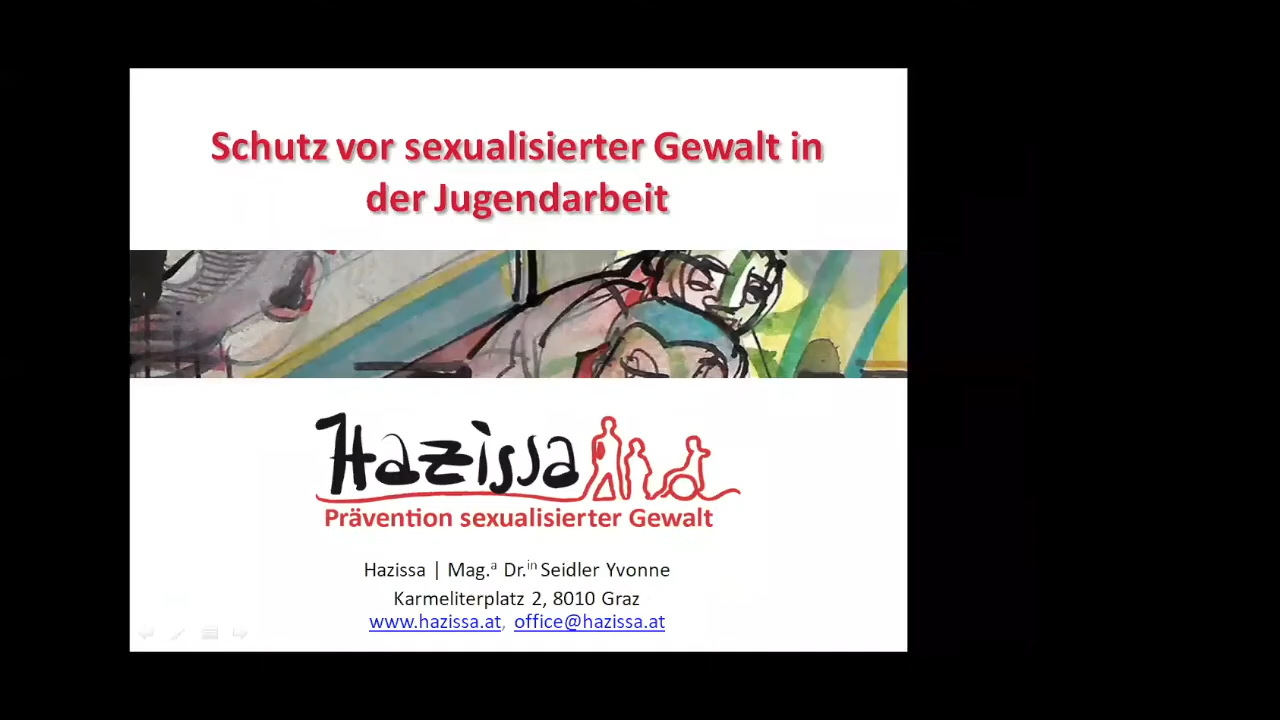 Schutz vor sexualisierter Gewalt in
der Jugendarbeit
Hazissa
Prävention sexualisierter Gewalt
Hazissa | Mag.ᵃ Dr.ⁱⁿ Seidler Yvonne
Karmeliterplatz 2, 8010 Graz
www.hazissa.at, office@hazissa.at